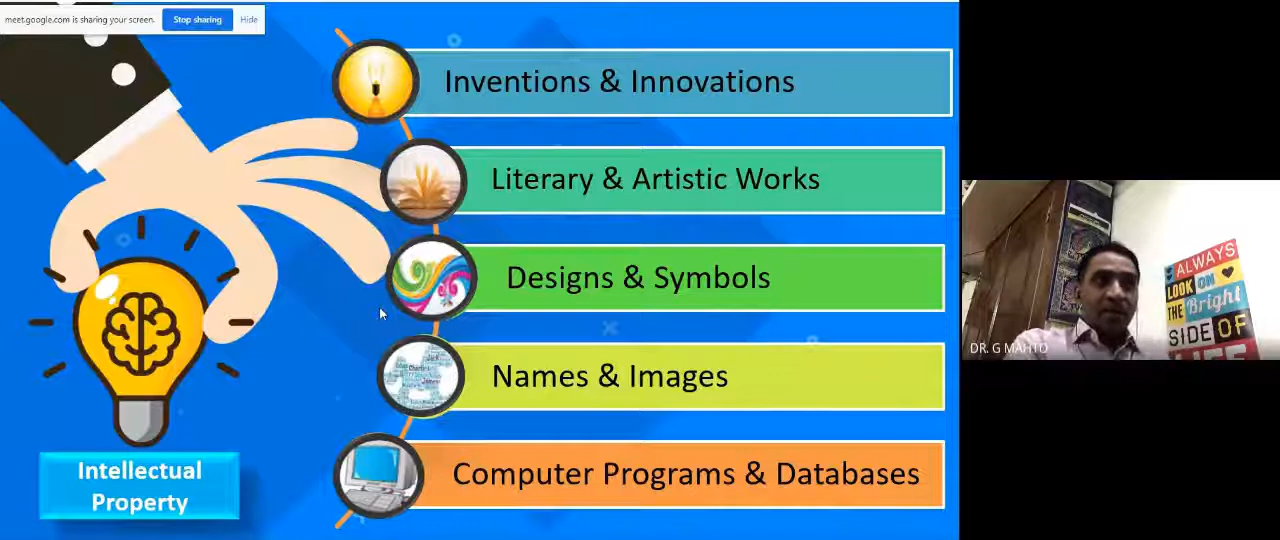 meet.google.com is sharing your screen.
Stop sharing
Hide
Inventions & Innovations
Literary & Artistic Works
Designs & Symbols
Names & Images
Computer Programs & Databases
Intellectual
Property
DR. G MAHTO
ALWAYS
LOOK ON
THE Bright
SIDE OF
LIFE